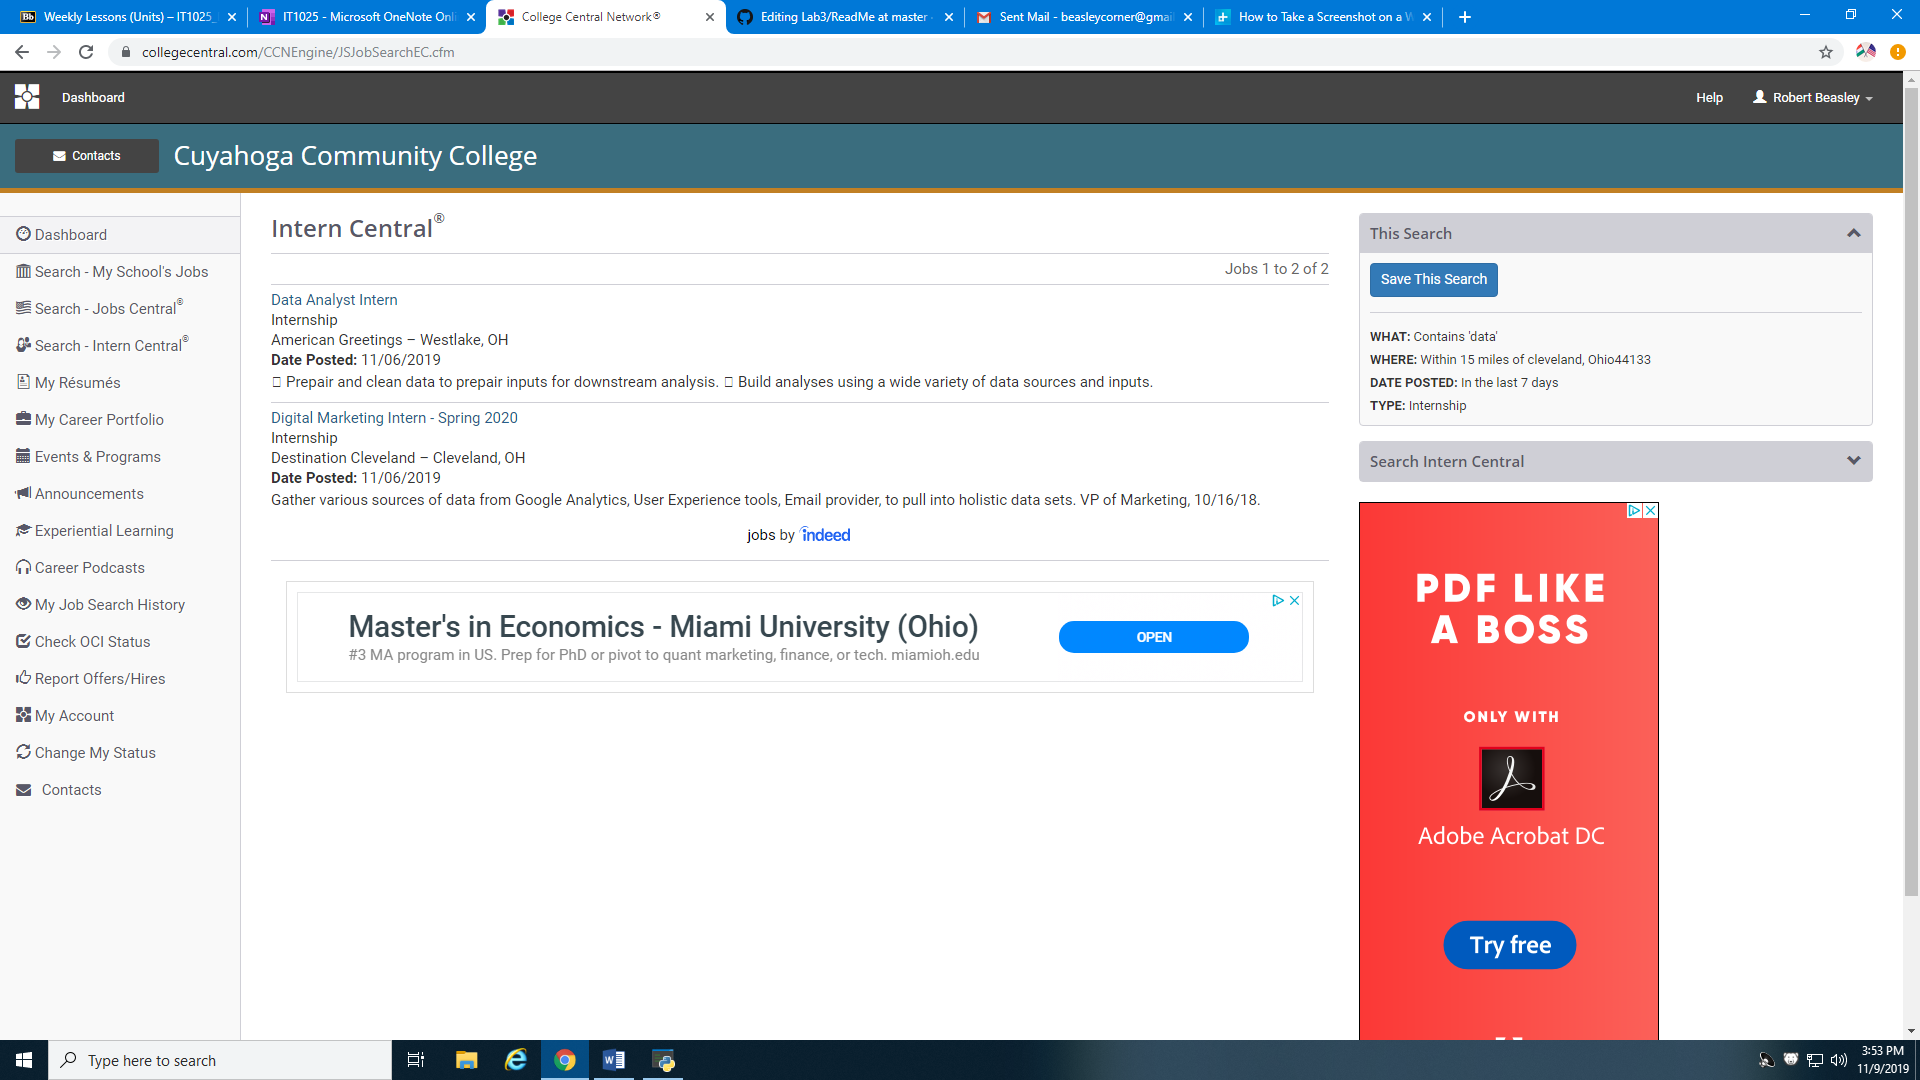 Weekly Lessons (Units) – IT1025_
IT1025 - Microsoft OneNote Onli
College Central Network®
Editing Lab3/ReadMe at master
Sent Mail - beasleycorner@gmai
How to Take a Screenshot on a W
collegecentral.com/CCNEngine/JSJobSearchEC.cfm
Dashboard
Help
Robert Beasley
Contacts
Cuyahoga Community College
Dashboard
Search - My School's Jobs
Search - Jobs Central®
Search - Intern Central®
My Résumés
My Career Portfolio
Events & Programs
Announcements
Experiential Learning
Career Podcasts
My Job Search History
Check OCI Status
Report Offers/Hires
My Account
Change My Status
Contacts
Intern Central®
Jobs 1 to 2 of 2
Data Analyst Intern
Internship
American Greetings – Westlake, OH
Date Posted: 11/06/2019
Prepair and clean data to prepair inputs for downstream analysis. Build analyses using a wide variety of data sources and inputs.
Digital Marketing Intern - Spring 2020
Internship
Destination Cleveland – Cleveland, OH
Date Posted: 11/06/2019
Gather various sources of data from Google Analytics, User Experience tools, Email provider, to pull into holistic data sets. VP of Marketing, 10/16/18.
jobs by indeed
Master's in Economics - Miami University (Ohio)
#3 MA program in US. Prep for PhD or pivot to quant marketing, finance, or tech. miamioh.edu
OPEN
This Search
Save This Search
WHAT: Contains 'data'
WHERE: Within 15 miles of cleveland, Ohio44133
DATE POSTED: In the last 7 days
TYPE: Internship
Search Intern Central
PDF LIKE
A BOSS
ONLY WITH
Adobe Acrobat DC
Try free
Type here to search
3:53 PM
11/9/2019